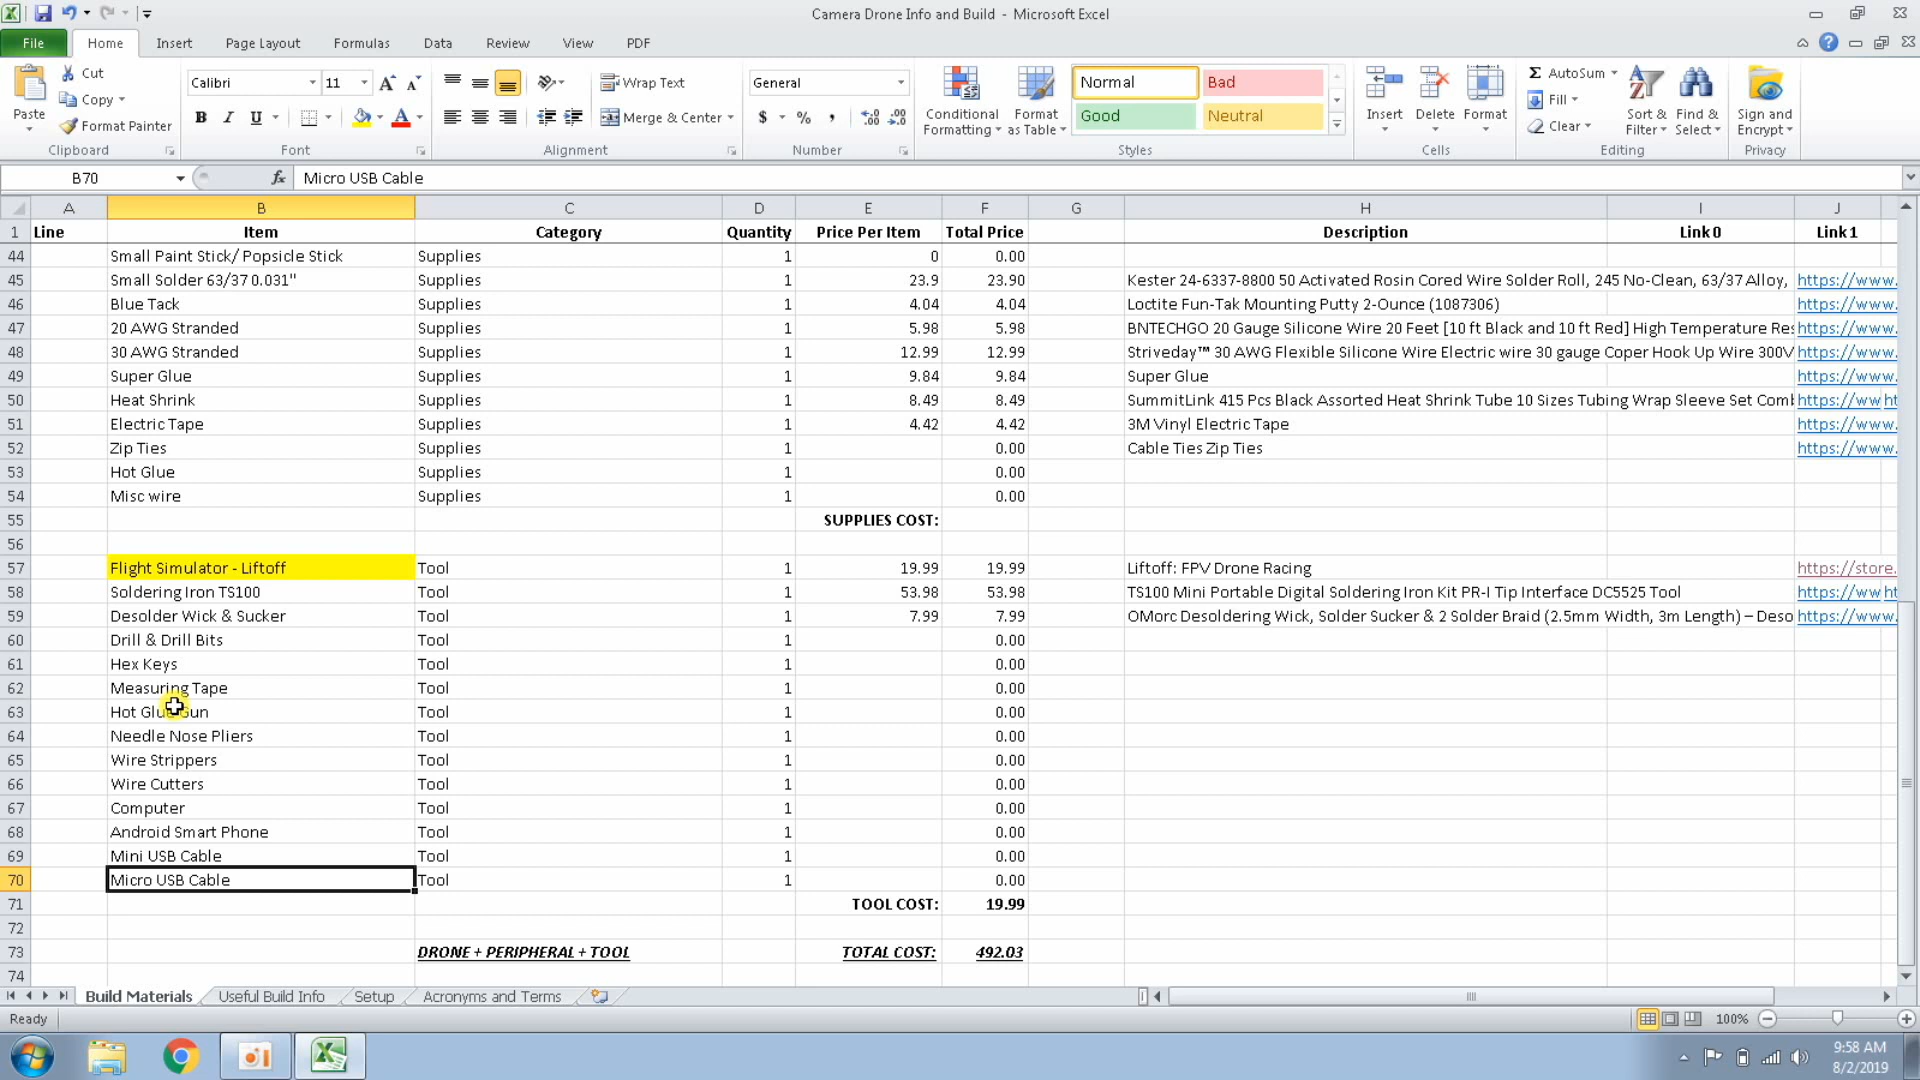 Camera Drone Info and Build - Microsoft Excel
File Home Insert Page Layout Formulas Data Review View PDF
Cut
Copy
Format Painter
Paste
Calibri 11
B I U
Wrap Text
Merge & Center
General
$ % ,
Conditional Formatting
Format as Table
Normal Bad
Good Neutral
Insert Delete Format
Σ AutoSum
Fill
Clear
Sort & Filter
Find & Select
Sign and Encrypt
Clipboard Font Alignment Number Styles Cells Editing Privacy
B70 fx Micro USB Cable
A B C D E F G H I J
1 Line Item Category Quantity Price Per Item Total Price Description Link 0 Link 1
44 Small Paint Stick/ Popsicle Stick Supplies 1 0 0.00
45 Small Solder 63/37 0.031" Supplies 1 23.9 23.90 Kester 24-6337-8800 50 Activated Rosin Cored Wire Solder Roll, 245 No-Clean, 63/37 Alloy, https://www.
46 Blue Tack Supplies 1 4.04 4.04 Loctite Fun-Tak Mounting Putty 2-Ounce (1087306) https://www.
47 20 AWG Stranded Supplies 1 5.98 5.98 BNTECHGO 20 Gauge Silicone Wire 20 Feet [10 ft Black and 10 ft Red] High Temperature Res https://www.
48 30 AWG Stranded Supplies 1 12.99 12.99 Striveday™ 30 AWG Flexible Silicone Wire Electric wire 30 gauge Coper Hook Up Wire 300V https://www.
49 Super Glue Supplies 1 9.84 9.84 Super Glue https://www.
50 Heat Shrink Supplies 1 8.49 8.49 SummitLink 415 Pcs Black Assorted Heat Shrink Tube 10 Sizes Tubing Wrap Sleeve Set Comb https://ww ht
51 Electric Tape Supplies 1 4.42 4.42 3M Vinyl Electric Tape https://www.
52 Zip Ties Supplies 1 0.00 Cable Ties Zip Ties https://www.
53 Hot Glue Supplies 1 0.00
54 Misc wire Supplies 1 0.00
55 SUPPLIES COST:
56
57 Flight Simulator - Liftoff Tool 1 19.99 19.99 Liftoff: FPV Drone Racing https://store.
58 Soldering Iron TS100 Tool 1 53.98 53.98 TS100 Mini Portable Digital Soldering Iron Kit PR-I Tip Interface DC5525 Tool https://ww ht
59 Desolder Wick & Sucker Tool 1 7.99 7.99 OMorc Desoldering Wick, Solder Sucker & 2 Solder Braid (2.5mm Width, 3m Length) – Deso https://www.
60 Drill & Drill Bits Tool 1 0.00
61 Hex Keys Tool 1 0.00
62 Measuring Tape Tool 1 0.00
63 Hot Glue Gun Tool 1 0.00
64 Needle Nose Pliers Tool 1 0.00
65 Wire Strippers Tool 1 0.00
66 Wire Cutters Tool 1 0.00
67 Computer Tool 1 0.00
68 Android Smart Phone Tool 1 0.00
69 Mini USB Cable Tool 1 0.00
70 Micro USB Cable Tool 1 0.00
71 TOOL COST: 19.99
72
73 DRONE + PERIPHERAL + TOOL TOTAL COST: 492.03
74
Build Materials Useful Build Info Setup Acronyms and Terms
Ready 100%
9:58 AM
8/2/2019